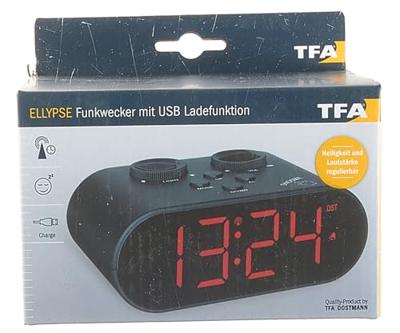 TFA
ELLYPSE Funkwecker mit USB Ladefunktion
TFA
Helligkeit und
Lautstärke
regulierbar
LIGHT
13:24
DST
Charge
Quality-Product by
TFA DOSTMANN